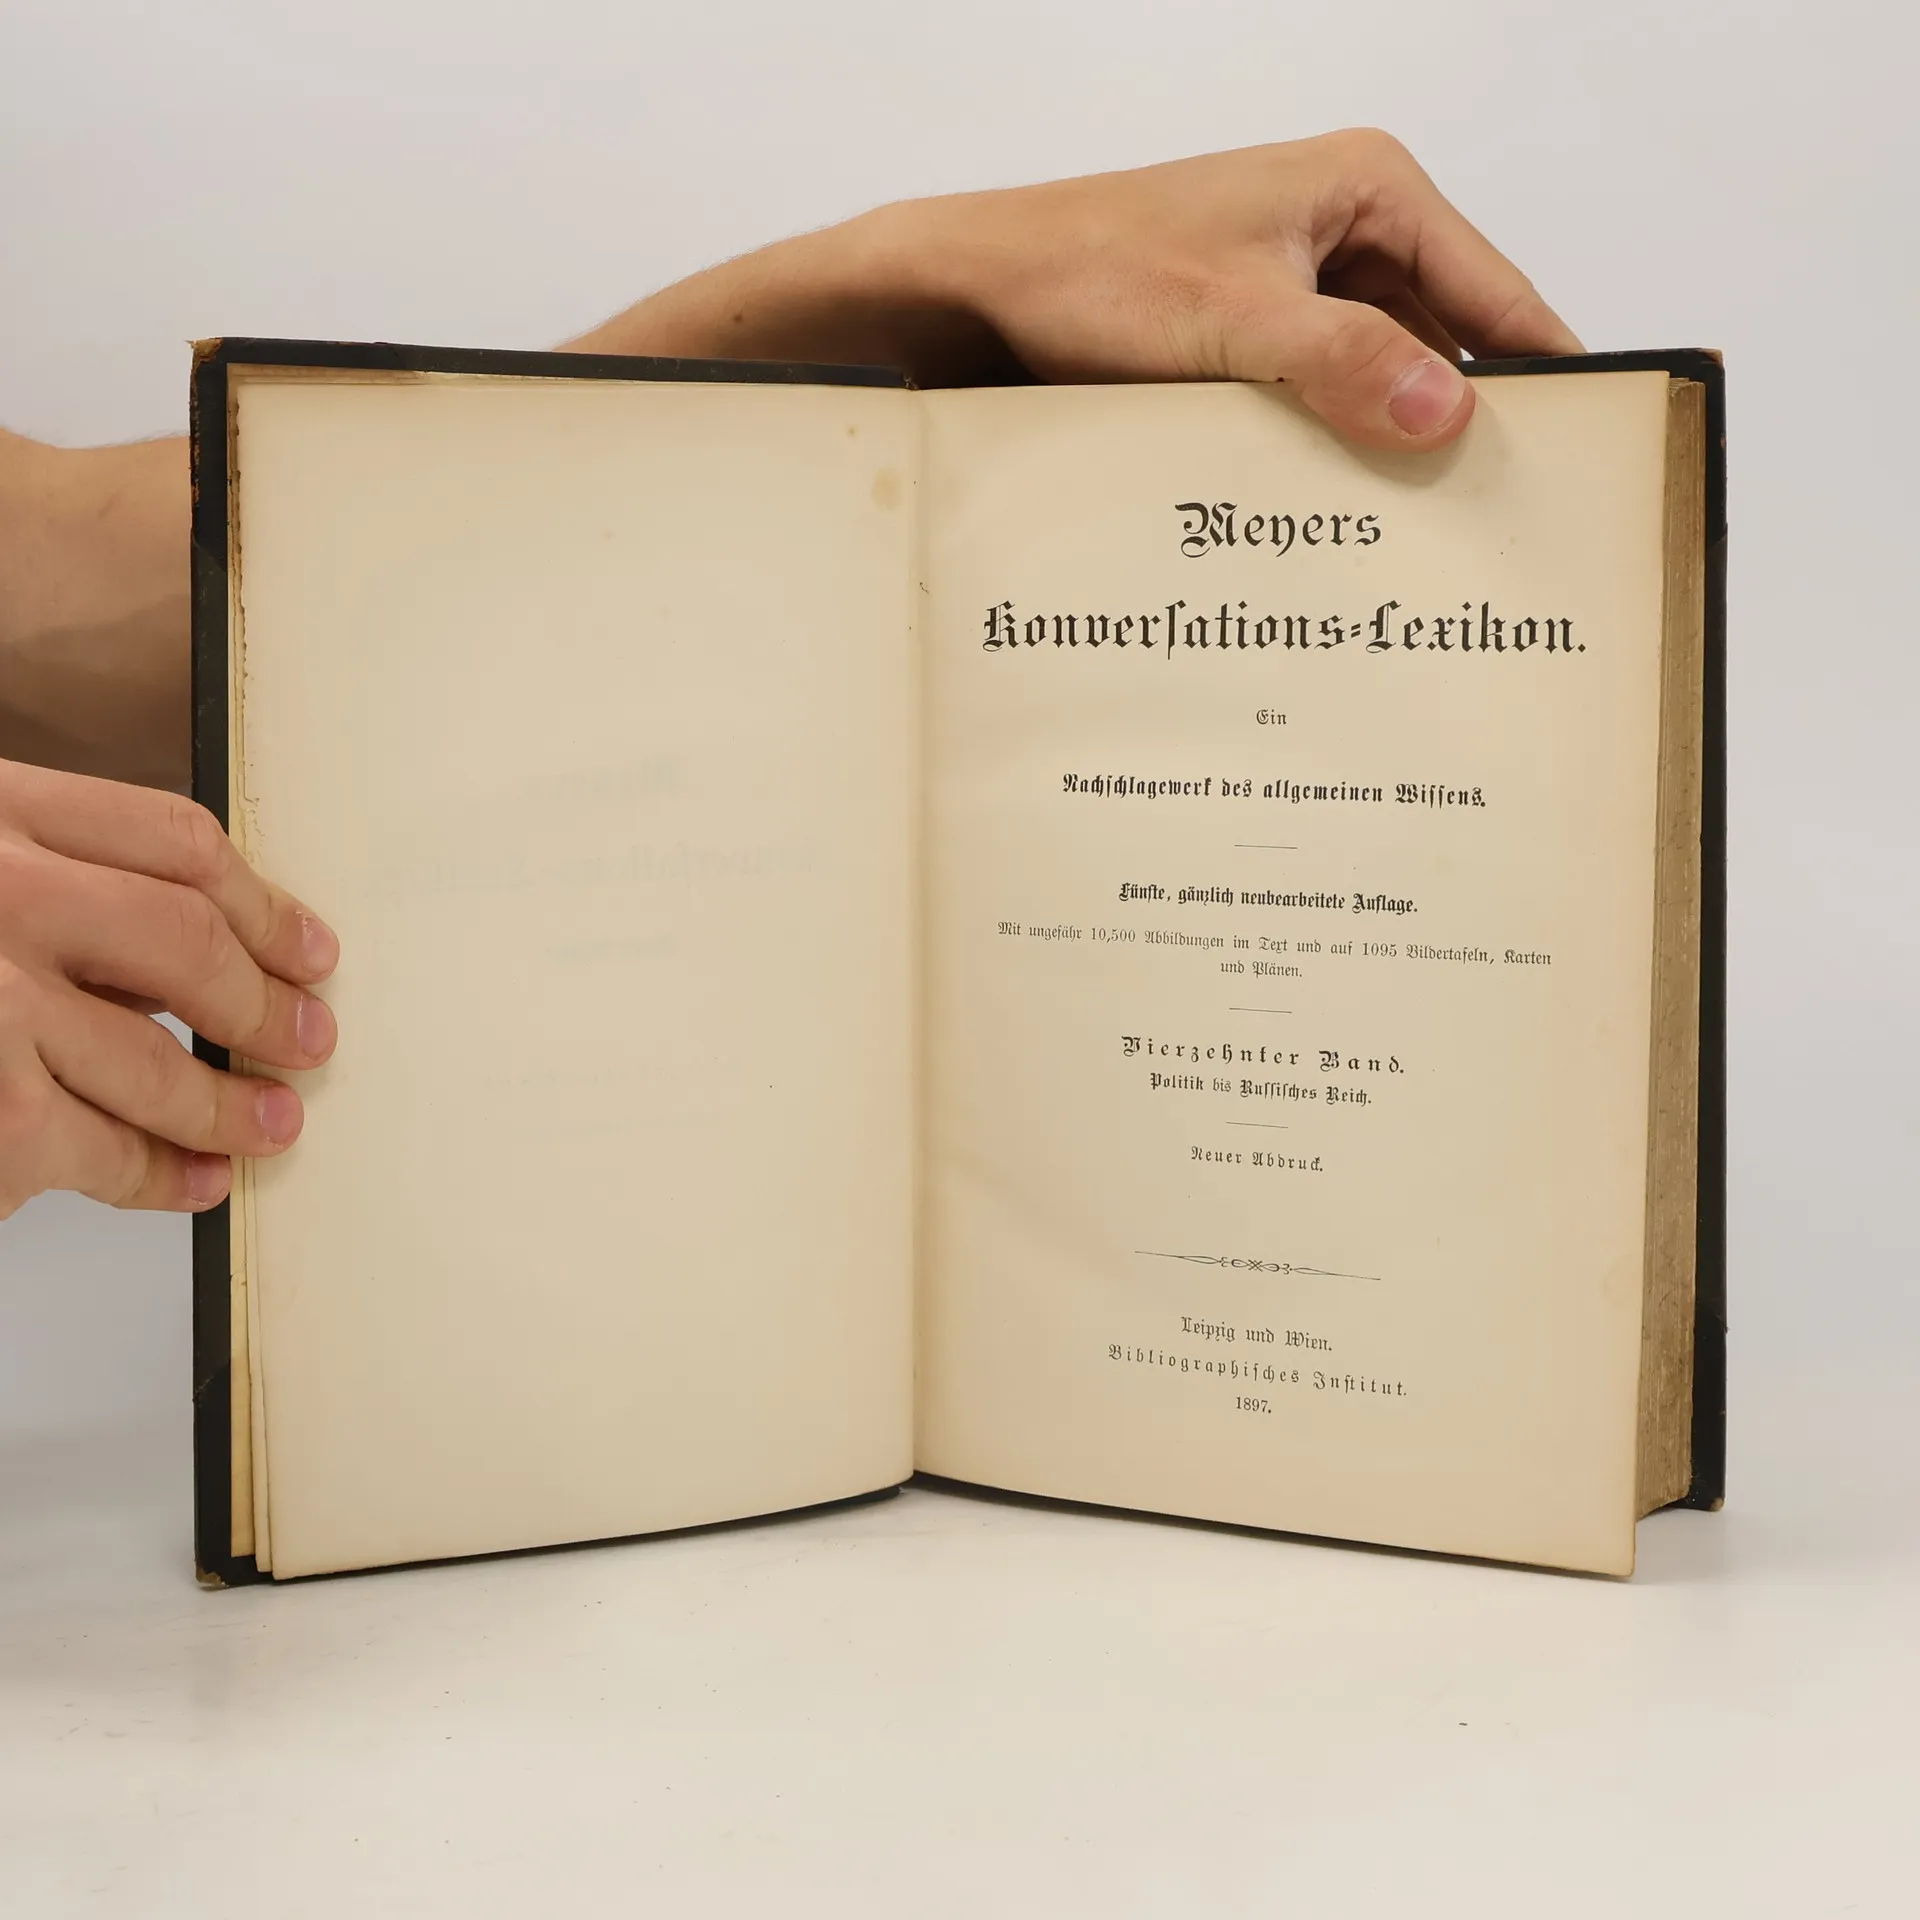 Meyers
Konverſations-Lexikon.
Ein
Nachſchlagewerk des allgemeinen Wiſſens.
Fünfte, gänzlich neubearbeitete Auflage.
Mit ungefähr 10,500 Abbildungen im Text und auf 1095 Bildertafeln, Karten
und Plänen.
Vierzehnter Band.
Politik bis Ruſſiſches Reich.
Neuer Abdruck.
Leipzig und Wien.
Bibliographiſches Inſtitut.
1897.